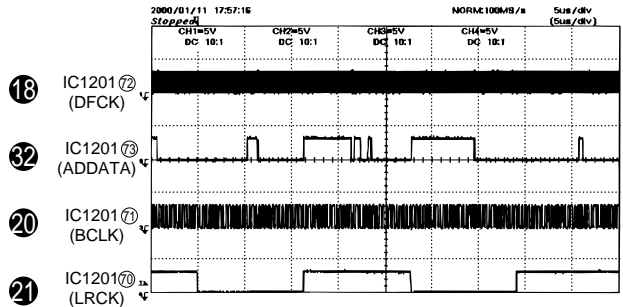 2000/01/11 17:57:16 NORM:100MS/s 5us/div
Stopped (5us/div)
CH1=5V CH2=5V CH3=5V CH4=5V
DC 10:1 DC 10:1 DC 10:1 DC 10:1
18 IC1201 72
(DFCK)
32 IC1201 73
(ADDATA)
20 IC1201 71
(BCLK)
21 IC1201 70
(LRCK)